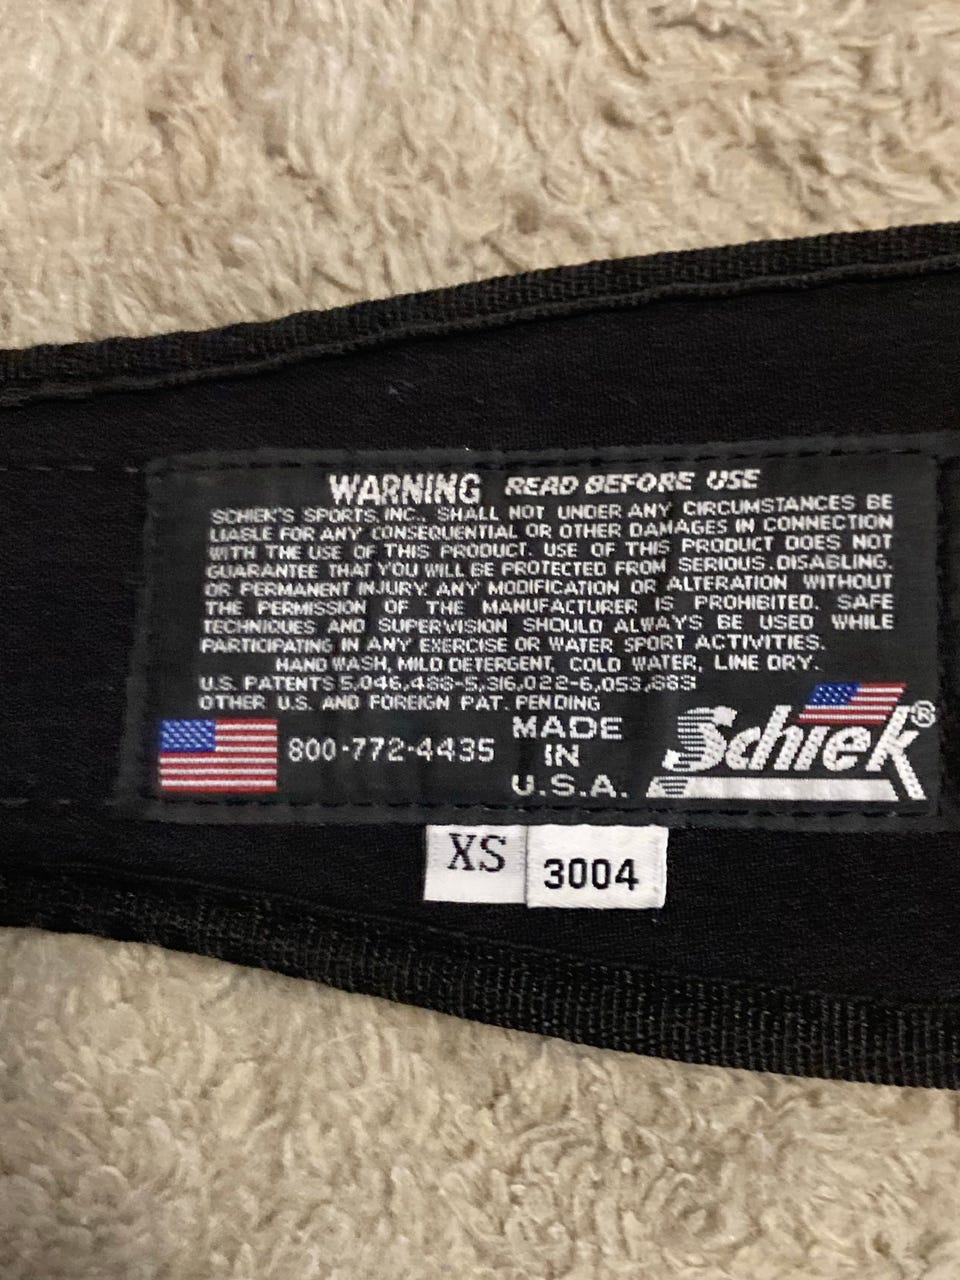 WARNING READ BEFORE USE
SCHIEK'S SPORTS, INC., SHALL NOT UNDER ANY CIRCUMSTANCES BE
LIABLE FOR ANY CONSEQUENTIAL OR OTHER DAMAGES IN CONNECTION
WITH THE USE OF THIS PRODUCT. USE OF THIS PRODUCT DOES NOT
GUARANTEE THAT YOU WILL BE PROTECTED FROM SERIOUS, DISABLING,
OR PERMANENT INJURY. ANY MODIFICATION OR ALTERATION WITHOUT
THE PERMISSION OF THE MANUFACTURER IS PROHIBITED. SAFE
TECHNIQUES AND SUPERVISION SHOULD ALWAYS BE USED WHILE
PARTICIPATING IN ANY EXERCISE OR WATER SPORT ACTIVITIES.
HAND WASH, MILD DETERGENT, COLD WATER, LINE DRY.
U.S. PATENTS 5,046,488-5,316,022-6,053,883
OTHER U.S. AND FOREIGN PAT. PENDING
800-772-4435
MADE
IN
U.S.A.
Schiek®
XS
3004